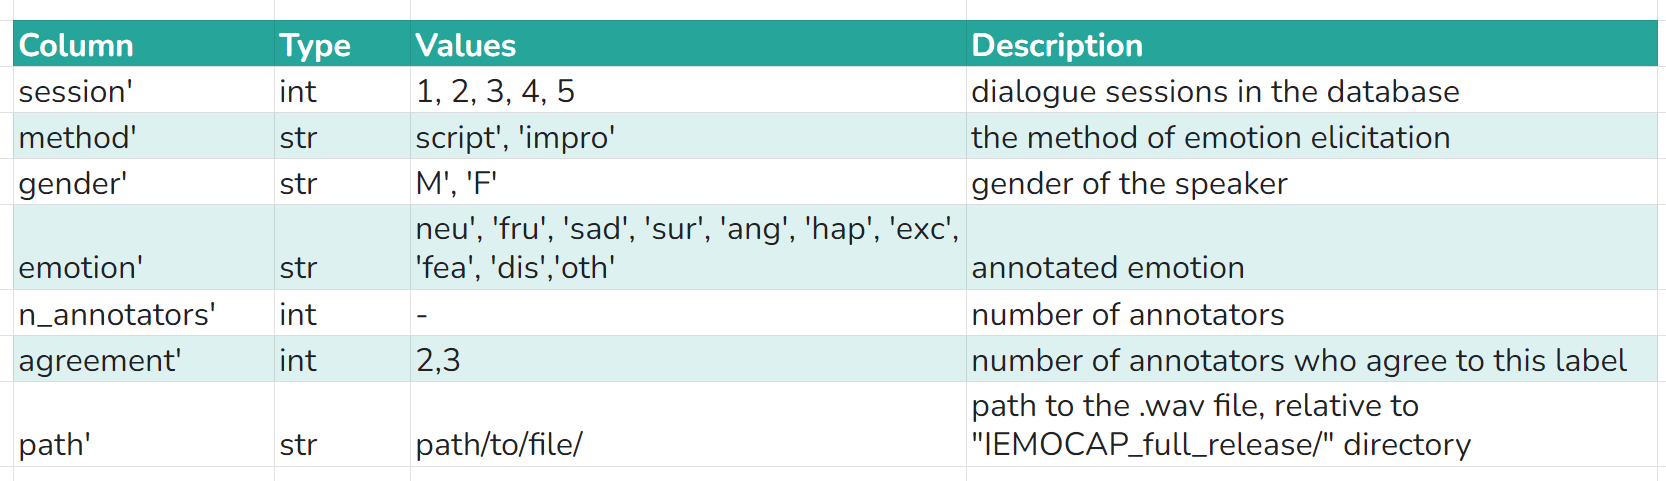 Column Type Values Description
session' int 1, 2, 3, 4, 5 dialogue sessions in the database
method' str script', 'impro' the method of emotion elicitation
gender' str M', 'F' gender of the speaker
neu', 'fru', 'sad', 'sur', 'ang', 'hap', 'exc',
emotion' str 'fea', 'dis','oth' annotated emotion
n_annotators' int - number of annotators
agreement' int 2,3 number of annotators who agree to this label
path to the .wav file, relative to
path' str path/to/file/ "IEMOCAP_full_release/" directory